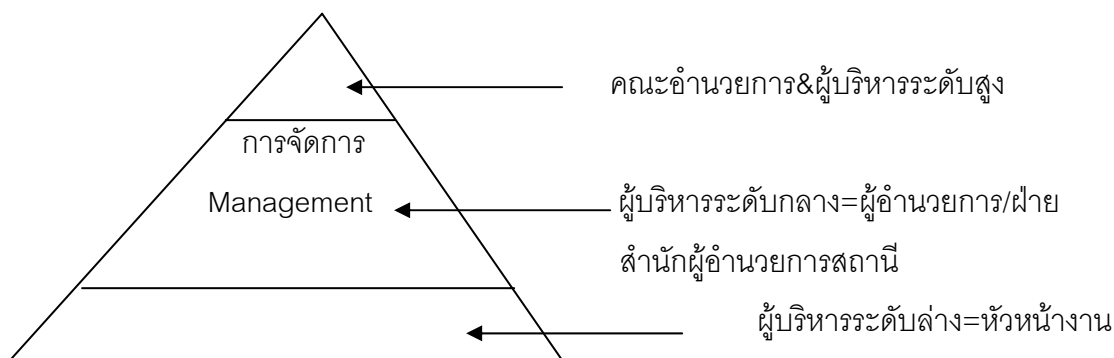 คณะอำนวยการ&ผู้บริหารระดับสูง
การจัดการ
Management
ผู้บริหารระดับกลาง=ผู้อำนวยการ/ฝ่าย
สำนักผู้อำนวยการสถานี
ผู้บริหารระดับล่าง=หัวหน้างาน